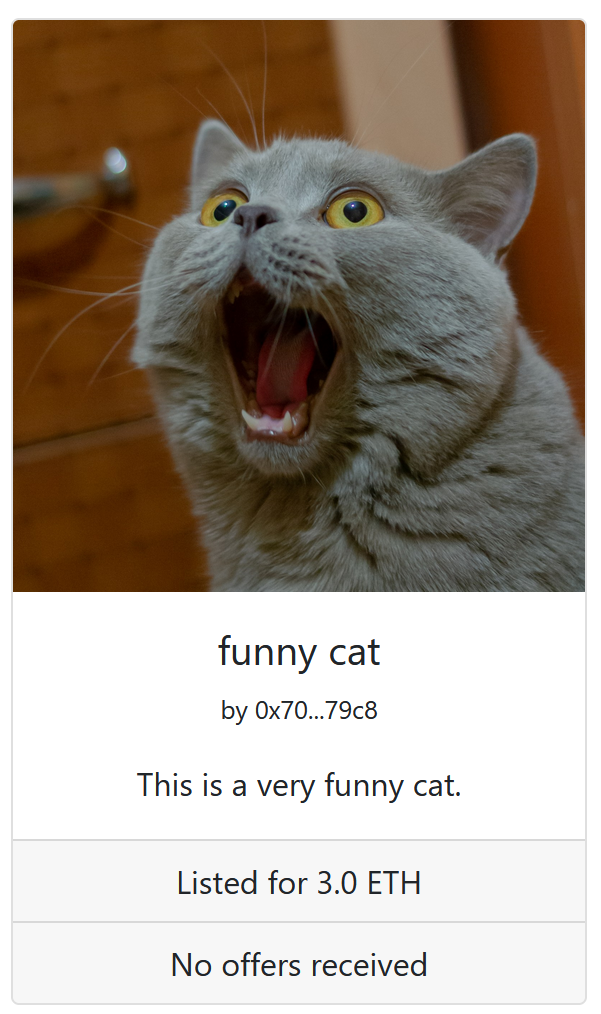 funny cat
by 0x70...79c8
This is a very funny cat.
Listed for 3.0 ETH
No offers received